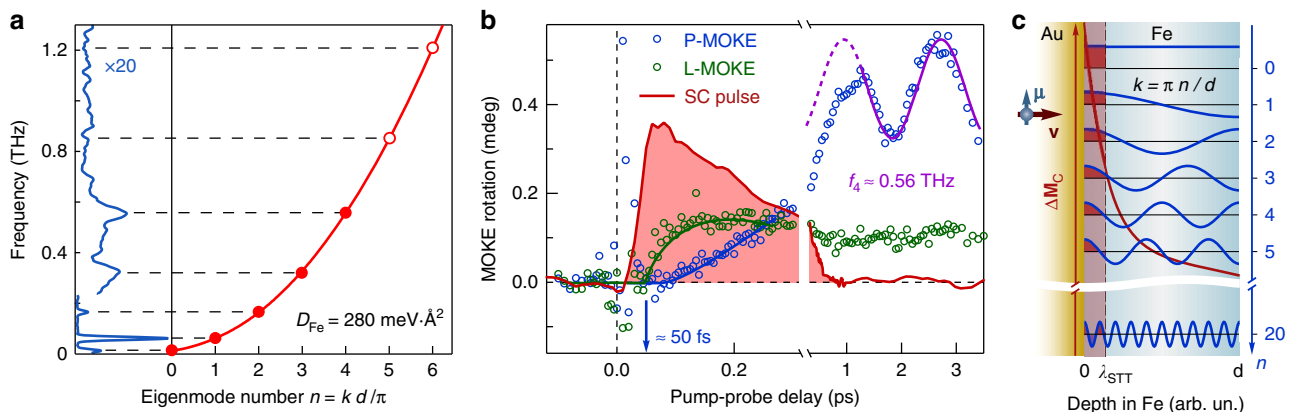 a
Frequency (THz)
1.2
0.8
0.4
0
×20
D_Fe = 280 meV·Å²
0 1 2 3 4 5 6
Eigenmode number n = k d/π
b
MOKE rotation (mdeg)
0.4
0.2
0.0
P-MOKE
L-MOKE
SC pulse
f₄ ≈ 0.56 THz
≈ 50 fs
0.0 0.2 1 2 3
Pump-probe delay (ps)
c
Au Fe
k = π n / d
μ
v
ΔM_C
0
1
2
3
4
5
20
n
0 λ_STT d
Depth in Fe (arb. un.)